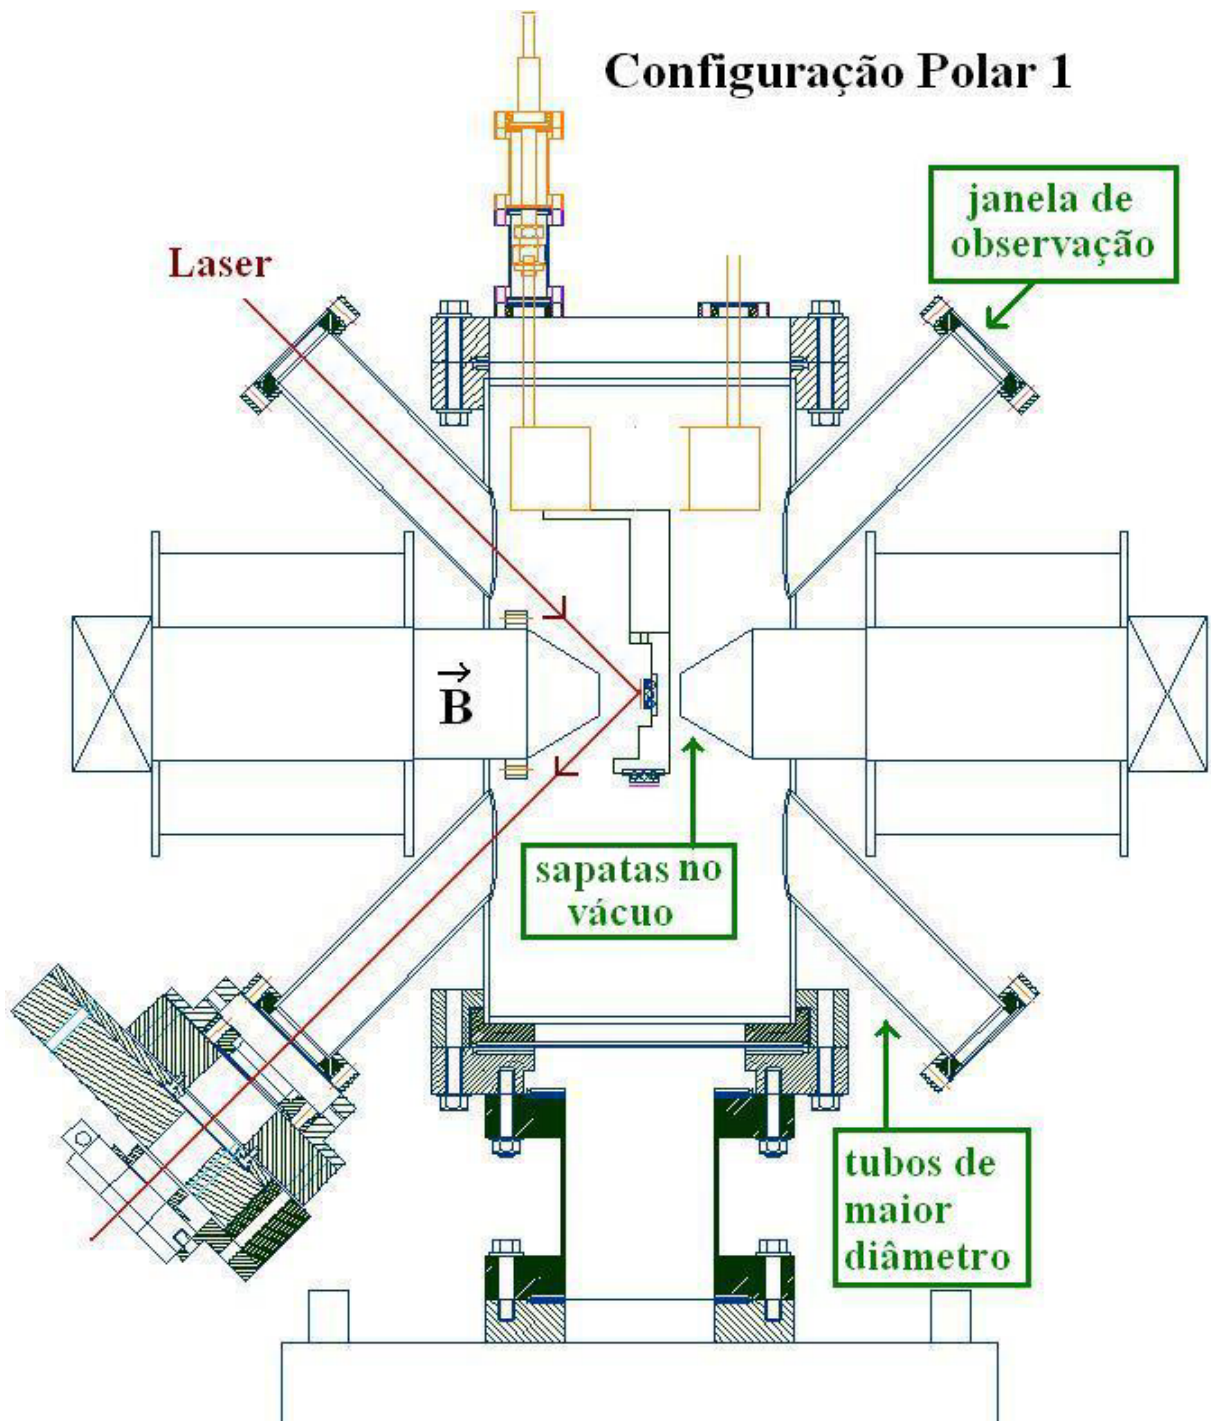 Configuração Polar 1
janela de
observação
Laser
B
sapatas no
vácuo
tubos de
maior
diâmetro